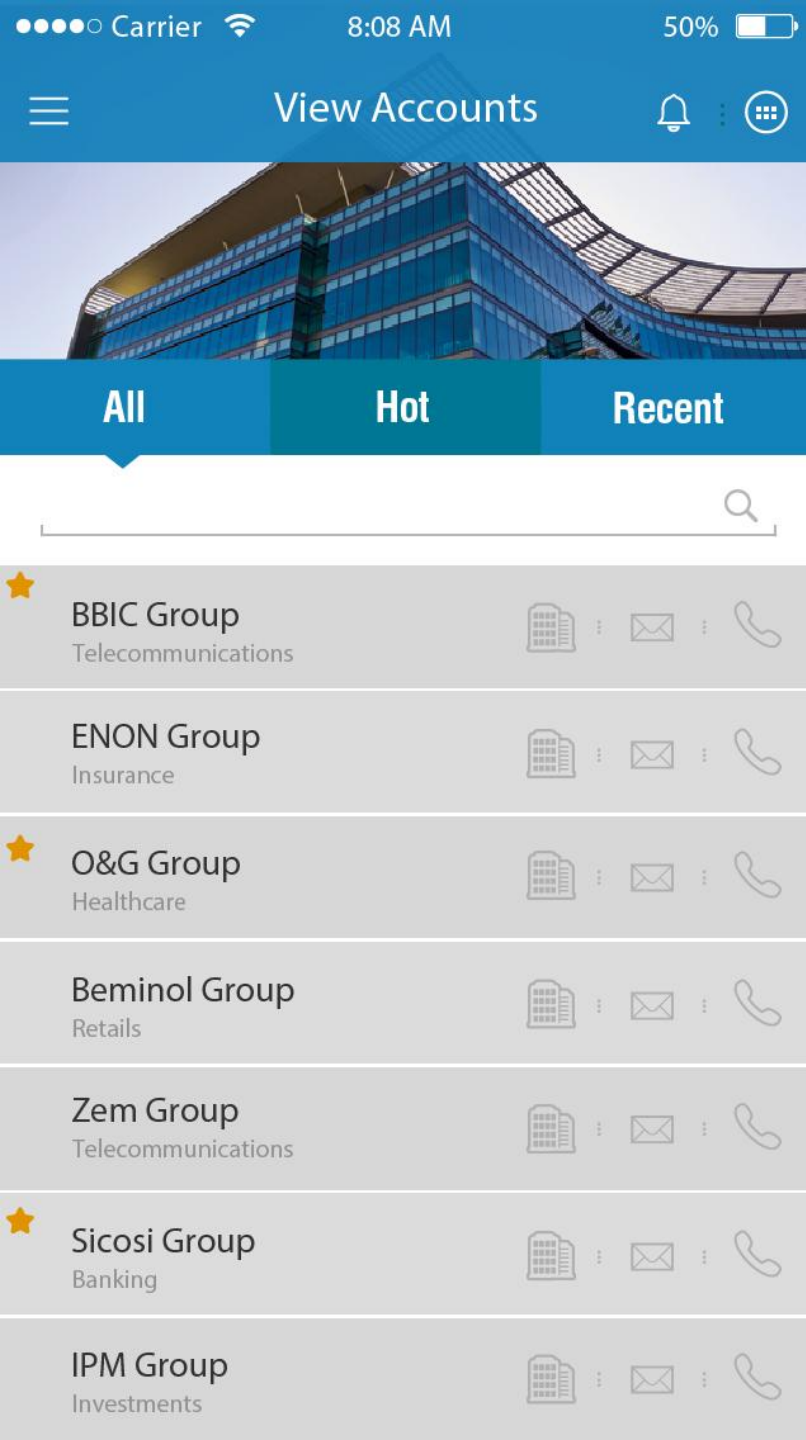 Carrier 8:08 AM 50%
View Accounts
All Hot Recent
BBIC Group
Telecommunications
ENON Group
Insurance
O&G Group
Healthcare
Beminol Group
Retails
Zem Group
Telecommunications
Sicosi Group
Banking
IPM Group
Investments